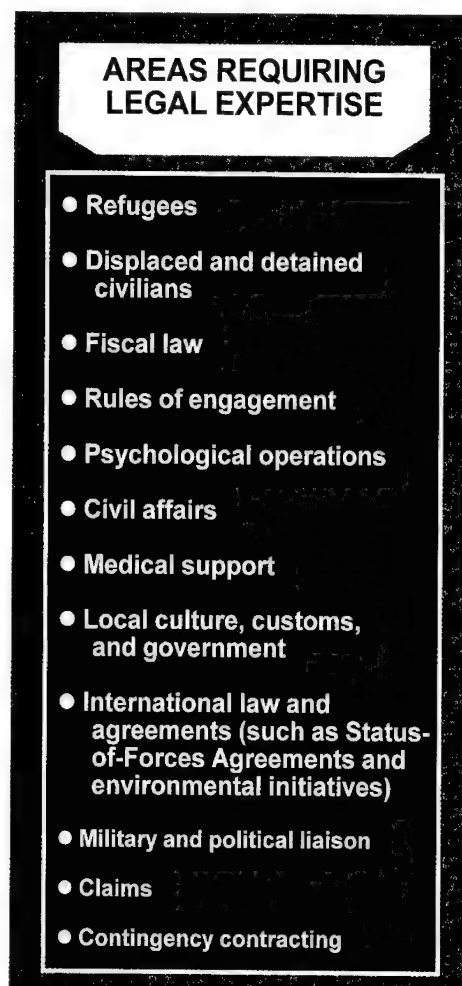 AREAS REQUIRING
LEGAL EXPERTISE
● Refugees
● Displaced and detained
civilians
● Fiscal law
● Rules of engagement
● Psychological operations
● Civil affairs
● Medical support
● Local culture, customs,
and government
● International law and
agreements (such as Status-
of-Forces Agreements and
environmental initiatives)
● Military and political liaison
● Claims
● Contingency contracting